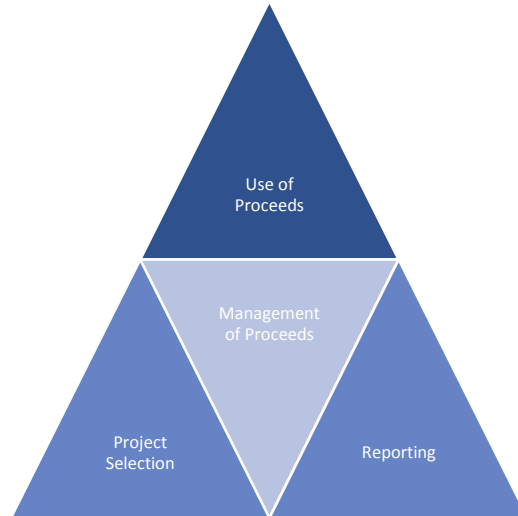 Use of
Proceeds
Management
of Proceeds
Project
Selection
Reporting